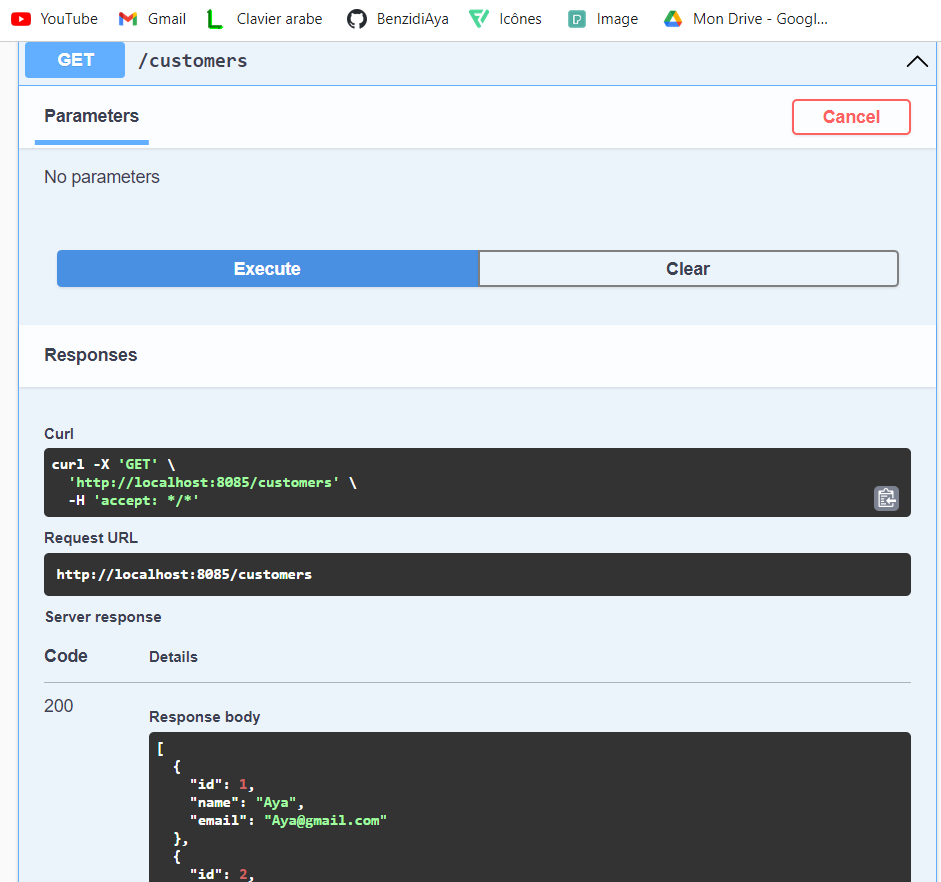 YouTube Gmail Clavier arabe BenzidiAya Icônes Image Mon Drive - Googl...
GET /customers
Parameters
Cancel
No parameters
Execute Clear
Responses
Curl
curl -X 'GET' \
'http://localhost:8085/customers' \
-H 'accept: */*'
Request URL
http://localhost:8085/customers
Server response
Code Details
200
Response body
[
{
"id": 1,
"name": "Aya",
"email": "Aya@gmail.com"
},
{
"id": 2,